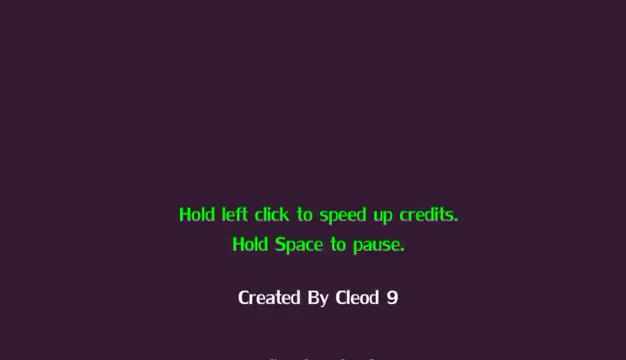 Hold left click to speed up credits.
Hold Space to pause.
Created By Cleod 9